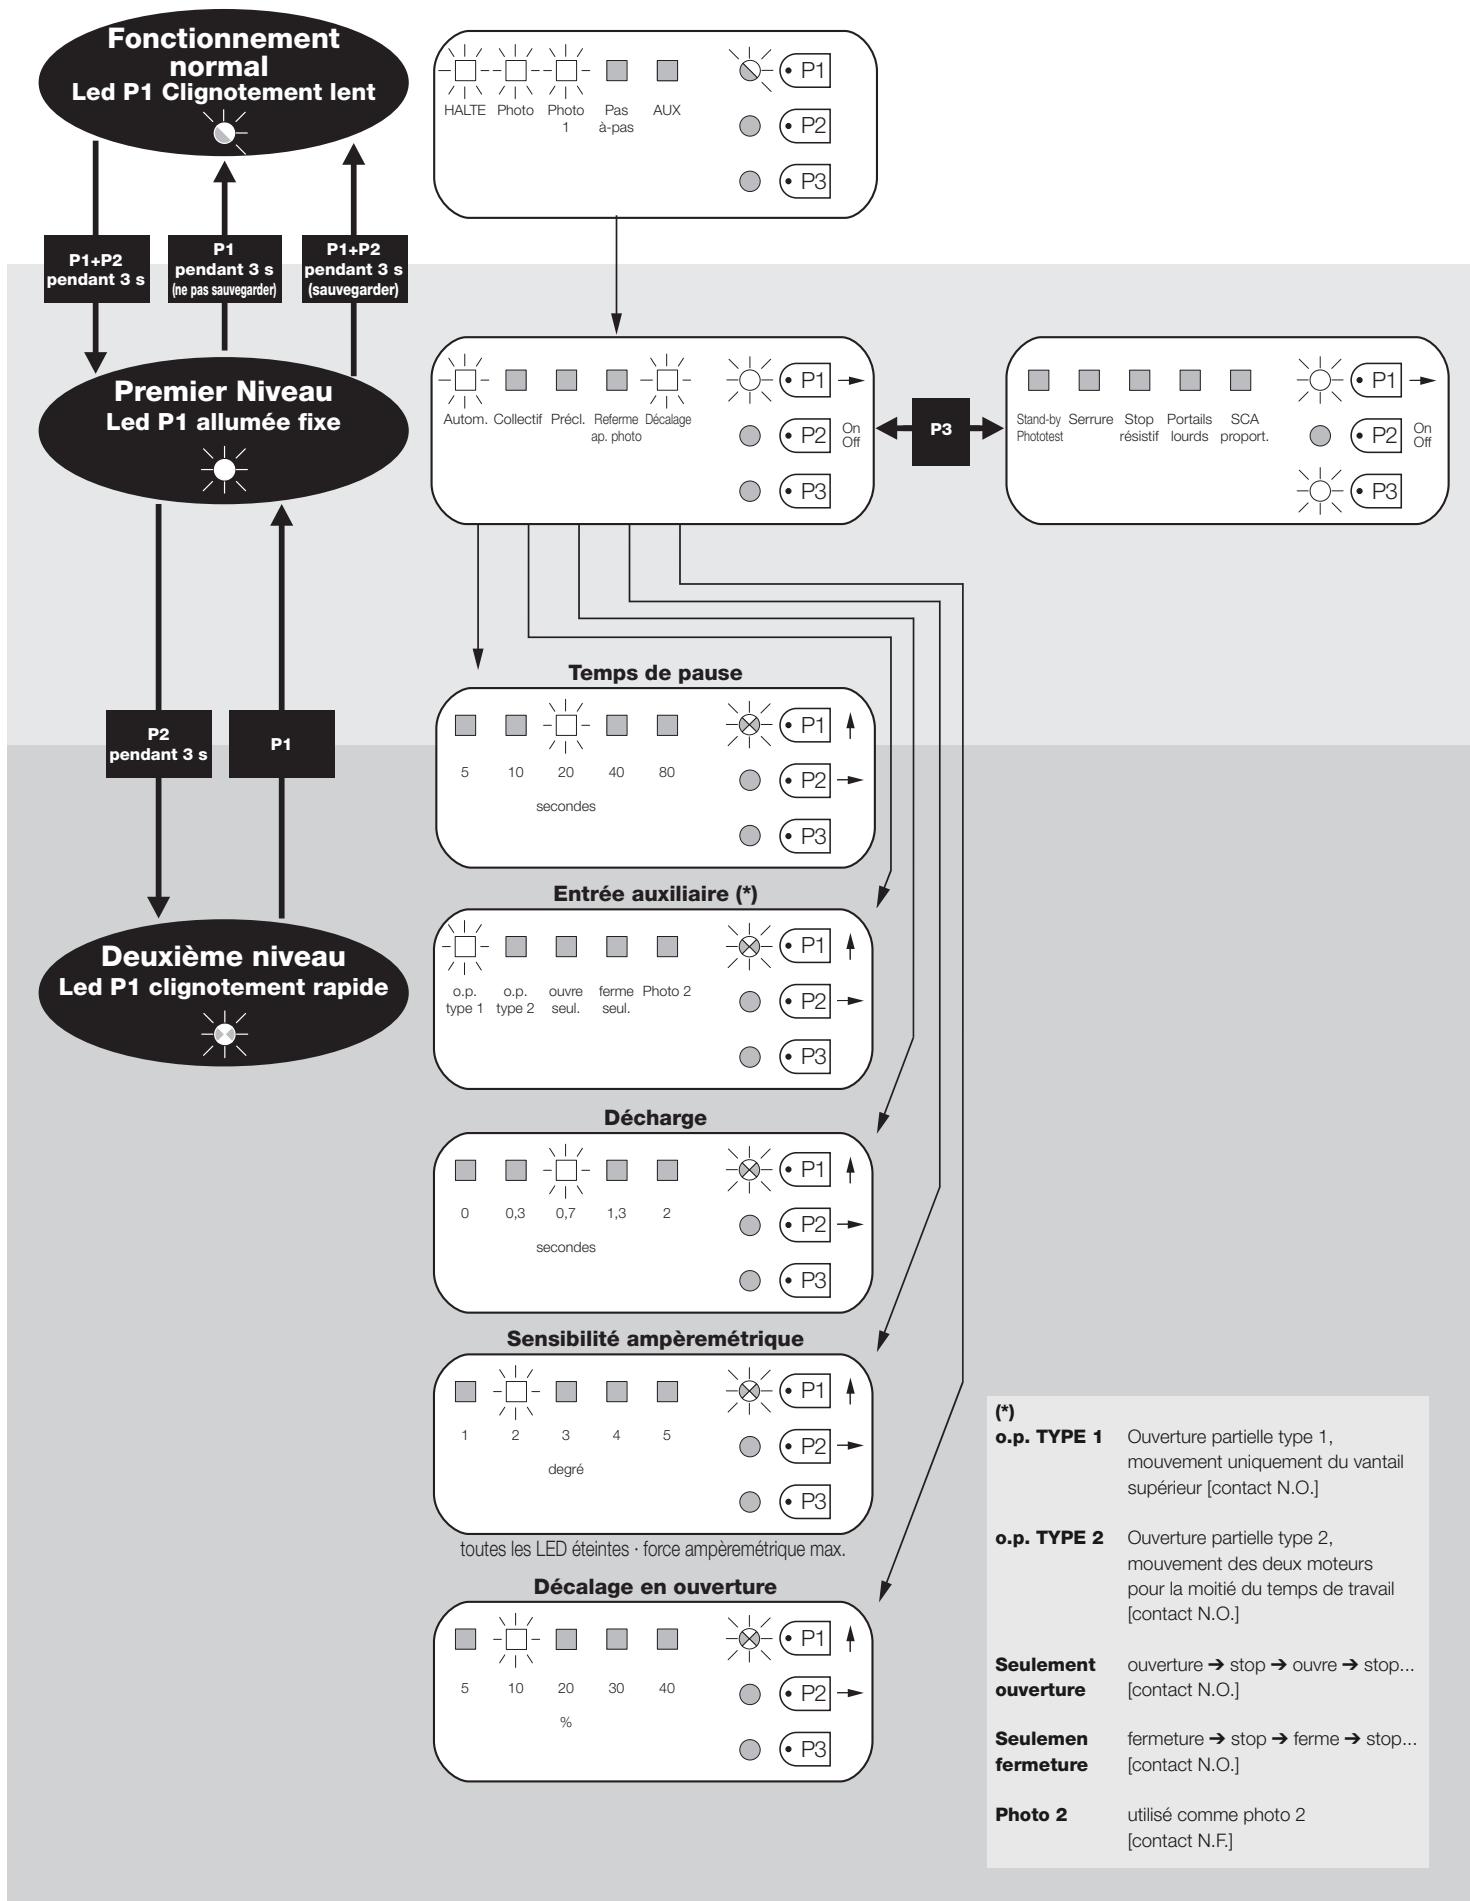 Fonctionnement
normal
Led P1 Clignotement lent
HALTE Photo Photo Pas AUX
1 à-pas
P1
P2
P3
P1+P2
pendant 3 s
P1
pendant 3 s
(ne pas sauvegarder)
P1+P2
pendant 3 s
(sauvegarder)
Premier Niveau
Led P1 allumée fixe
Autom. Collectif Précl. Referme Décalage
ap. photo
P1
P2 On
Off
P3
P3
Stand-by Serrure Stop Portails SCA
Phototest résistif lourds proport.
P1
P2 On
Off
P3
P2
pendant 3 s
P1
Temps de pause
5 10 20 40 80
secondes
P1
P2
P3
Deuxième niveau
Led P1 clignotement rapide
Entrée auxiliaire (*)
o.p. o.p. ouvre ferme Photo 2
type 1 type 2 seul. seul.
P1
P2
P3
Décharge
0 0,3 0,7 1,3 2
secondes
P1
P2
P3
Sensibilité ampèremétrique
1 2 3 4 5
degré
P1
P2
P3
toutes les LED éteintes · force ampèremétrique max.
Décalage en ouverture
5 10 20 30 40
%
P1
P2
P3
(*)
o.p. TYPE 1 Ouverture partielle type 1,
mouvement uniquement du vantail
supérieur [contact N.O.]
o.p. TYPE 2 Ouverture partielle type 2,
mouvement des deux moteurs
pour la moitié du temps de travail
[contact N.O.]
Seulement ouverture ➔ stop ➔ ouvre ➔ stop...
ouverture [contact N.O.]
Seulemen fermeture ➔ stop ➔ ferme ➔ stop...
fermeture [contact N.O.]
Photo 2 utilisé comme photo 2
[contact N.F.]